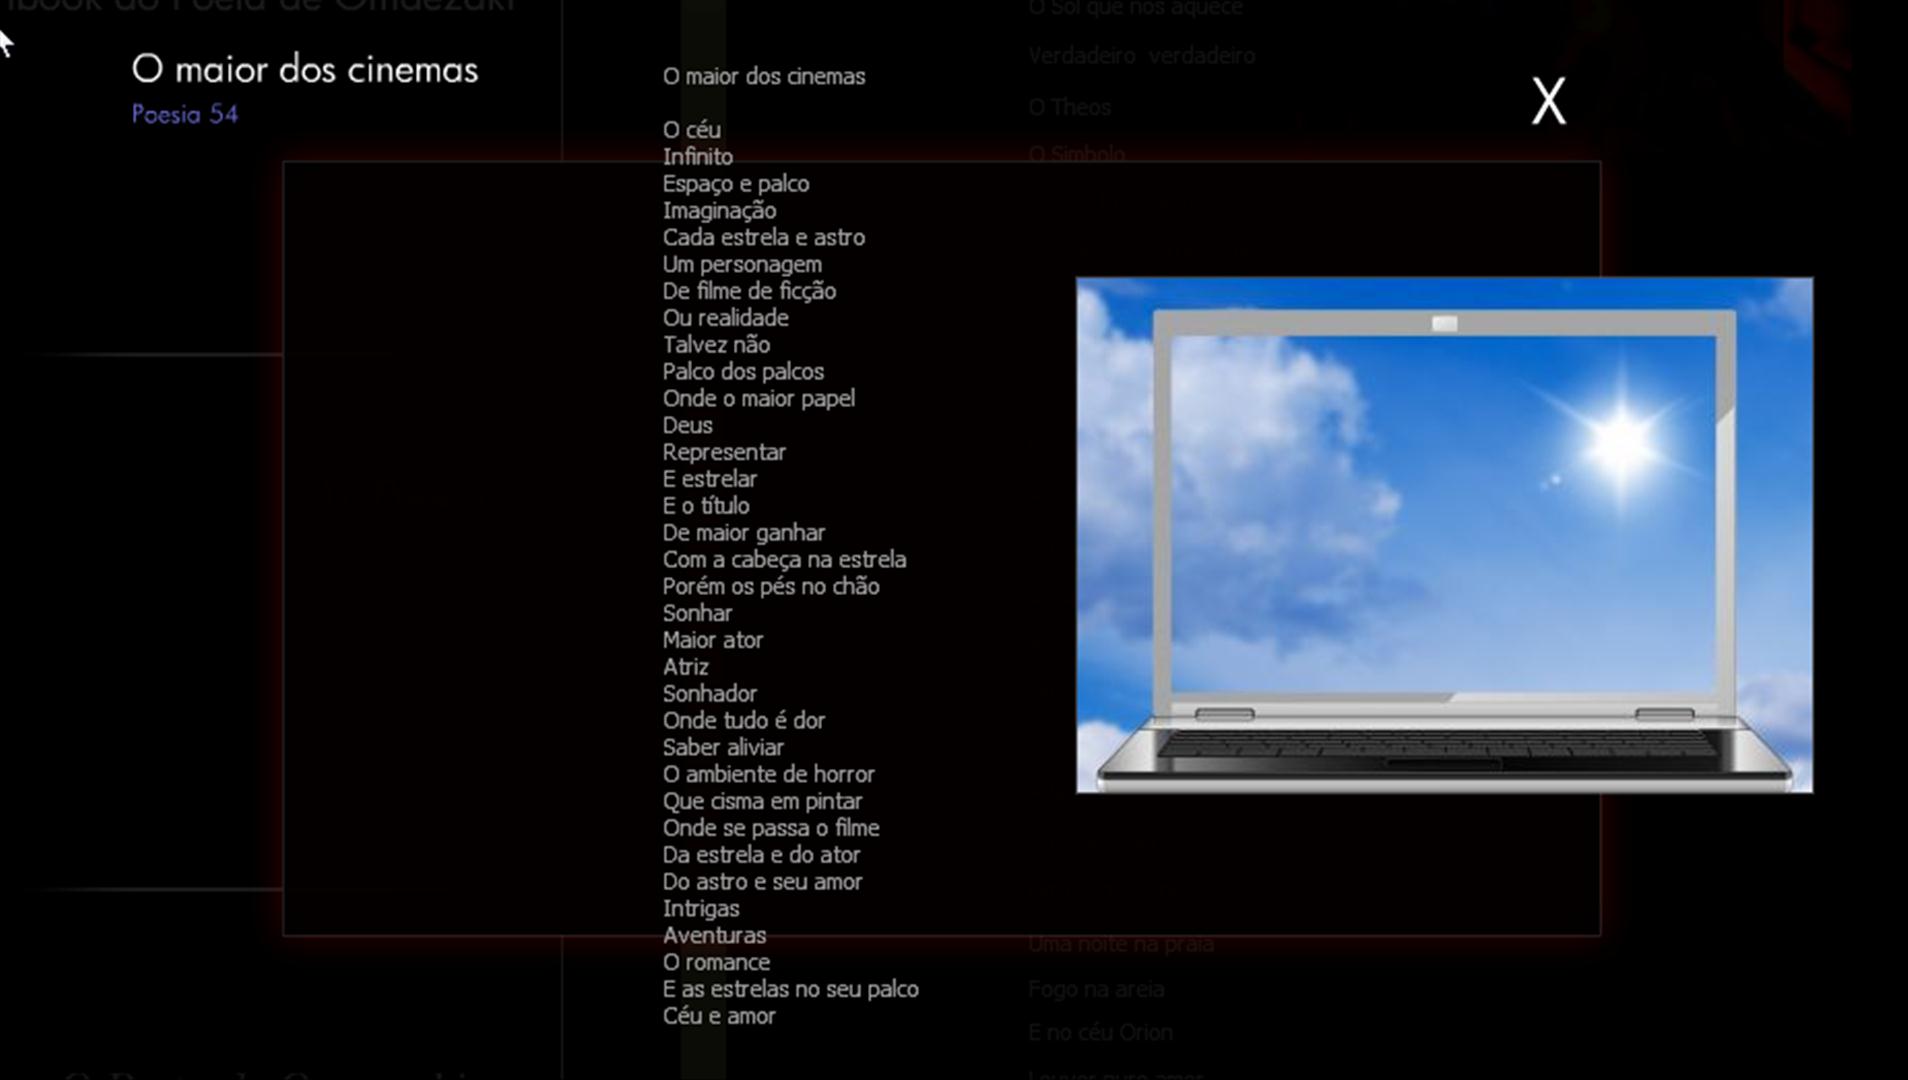 O maior dos cinemas
Poesia 54
O maior dos cinemas
O céu
Infinito
Espaço e palco
Imaginação
Cada estrela e astro
Um personagem
De filme de ficção
Ou realidade
Talvez não
Palco dos palcos
Onde o maior papel
Deus
Representar
E estrelar
E o título
De maior ganhar
Com a cabeça na estrela
Porém os pés no chão
Sonhar
Maior ator
Atriz
Sonhador
Onde tudo é dor
Saber aliviar
O ambiente de horror
Que cisma em pintar
Onde se passa o filme
Da estrela e do ator
Do astro e seu amor
Intrigas
Aventuras
O romance
E as estrelas no seu palco
Céu e amor
X
O Sol que nos aquece
Verdadeiro verdadeiro
O Theos
O Simbolo
Uma noite na praia
Fogo na areia
E no céu Orion